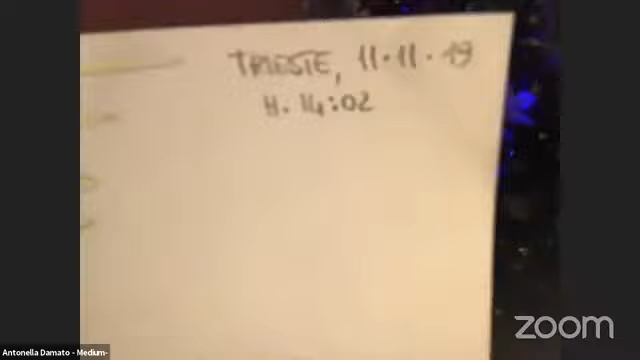 TRIESTE, 11.11.19
H. 14:02
zoom
Antonella Damato - Medium-